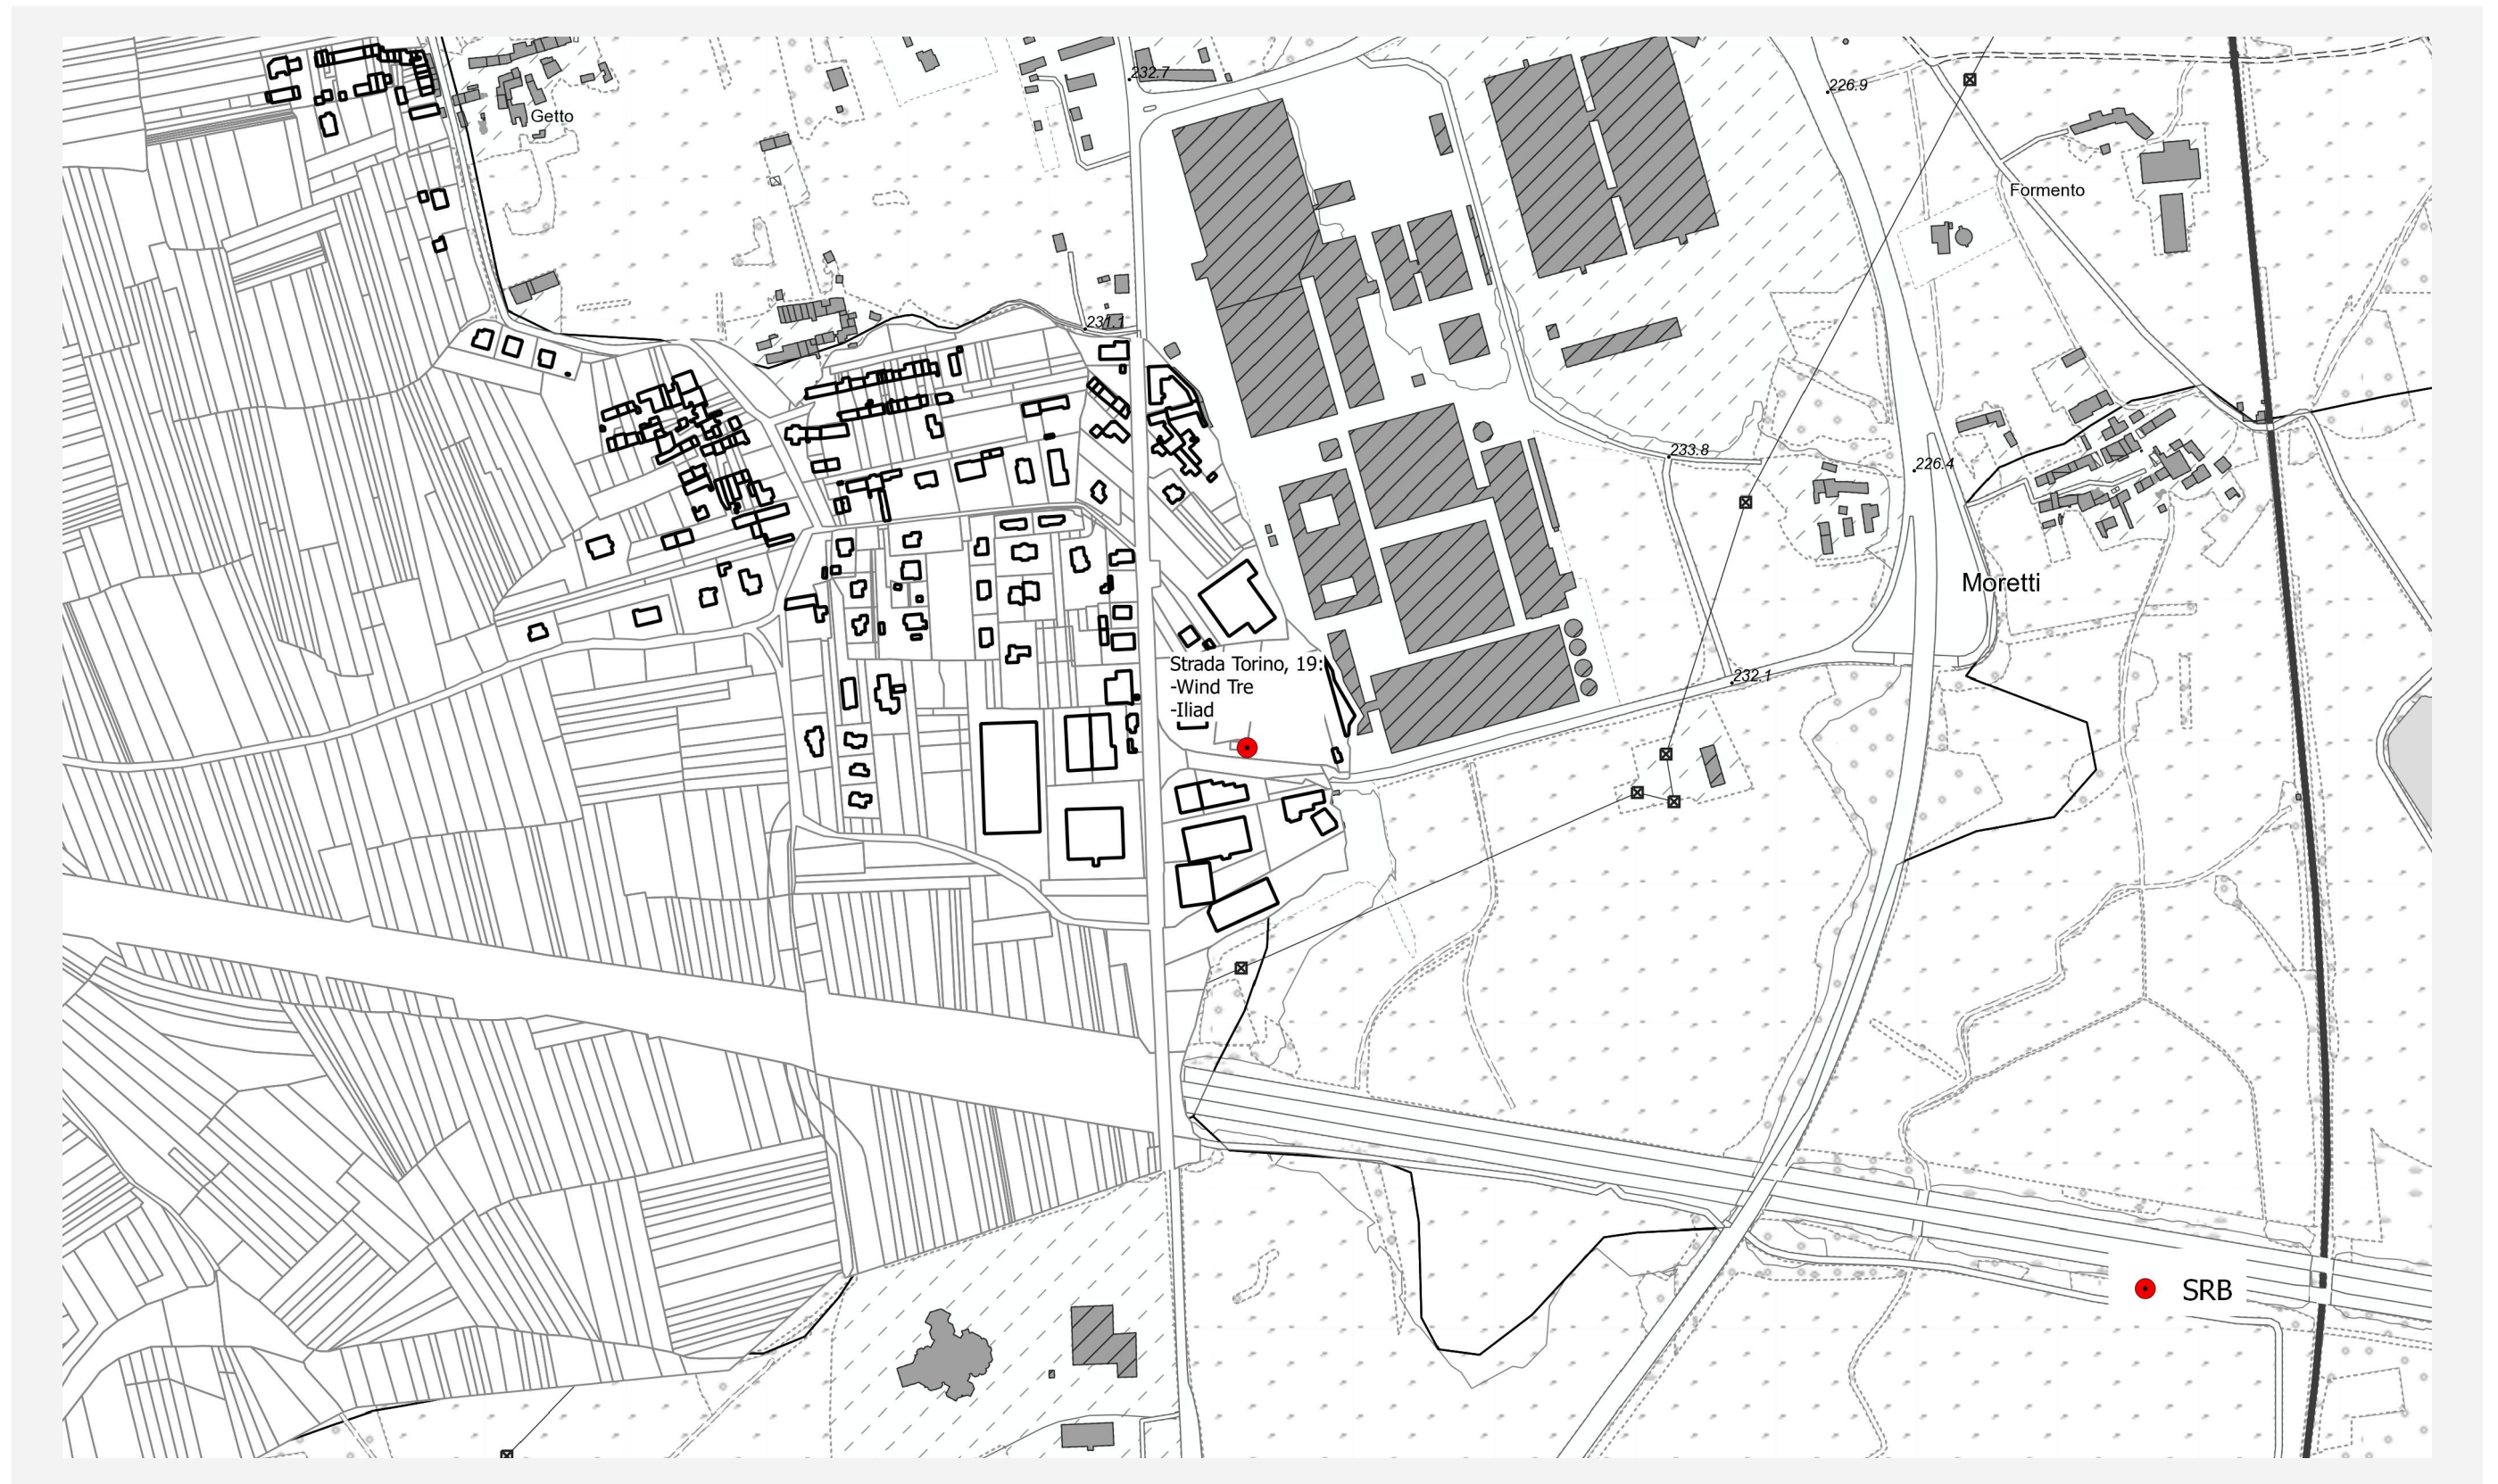 232.7
226.9
Getto
Formento
231.1
233.8
226.4
Moretti
Strada Torino, 19:
-Wind Tre
-Iliad
232.1
SRB